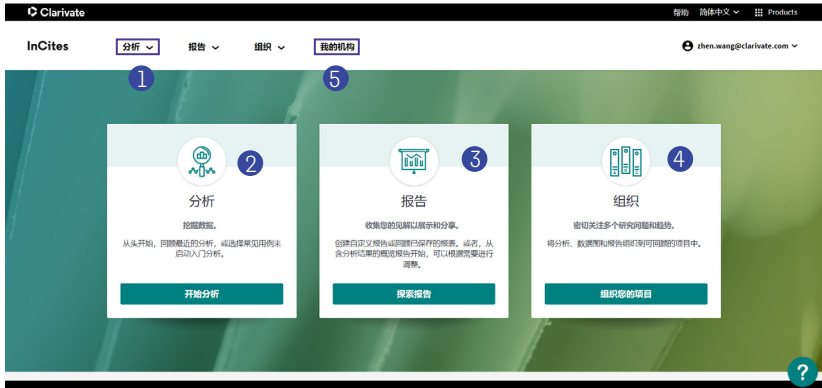 Clarivate
帮助 简体中文 Products
InCites 分析 报告 组织 我的机构 zhen.wang@clarivate.com
1 5
2 3 4
分析
挖掘数据。
从头开始，回顾最近的分析，或选择常见用例来
启动入门分析。
开始分析
报告
收集您的见解以展示和分享。
创建自定义报告或回顾已保存的报表。或者，从
含分析结果的概览报告开始，可以根据需要进行
调整。
探索报告
组织
密切关注多个研究问题和趋势。
将分析、数据图和报告组织到可回顾的项目中。
组织您的项目
?